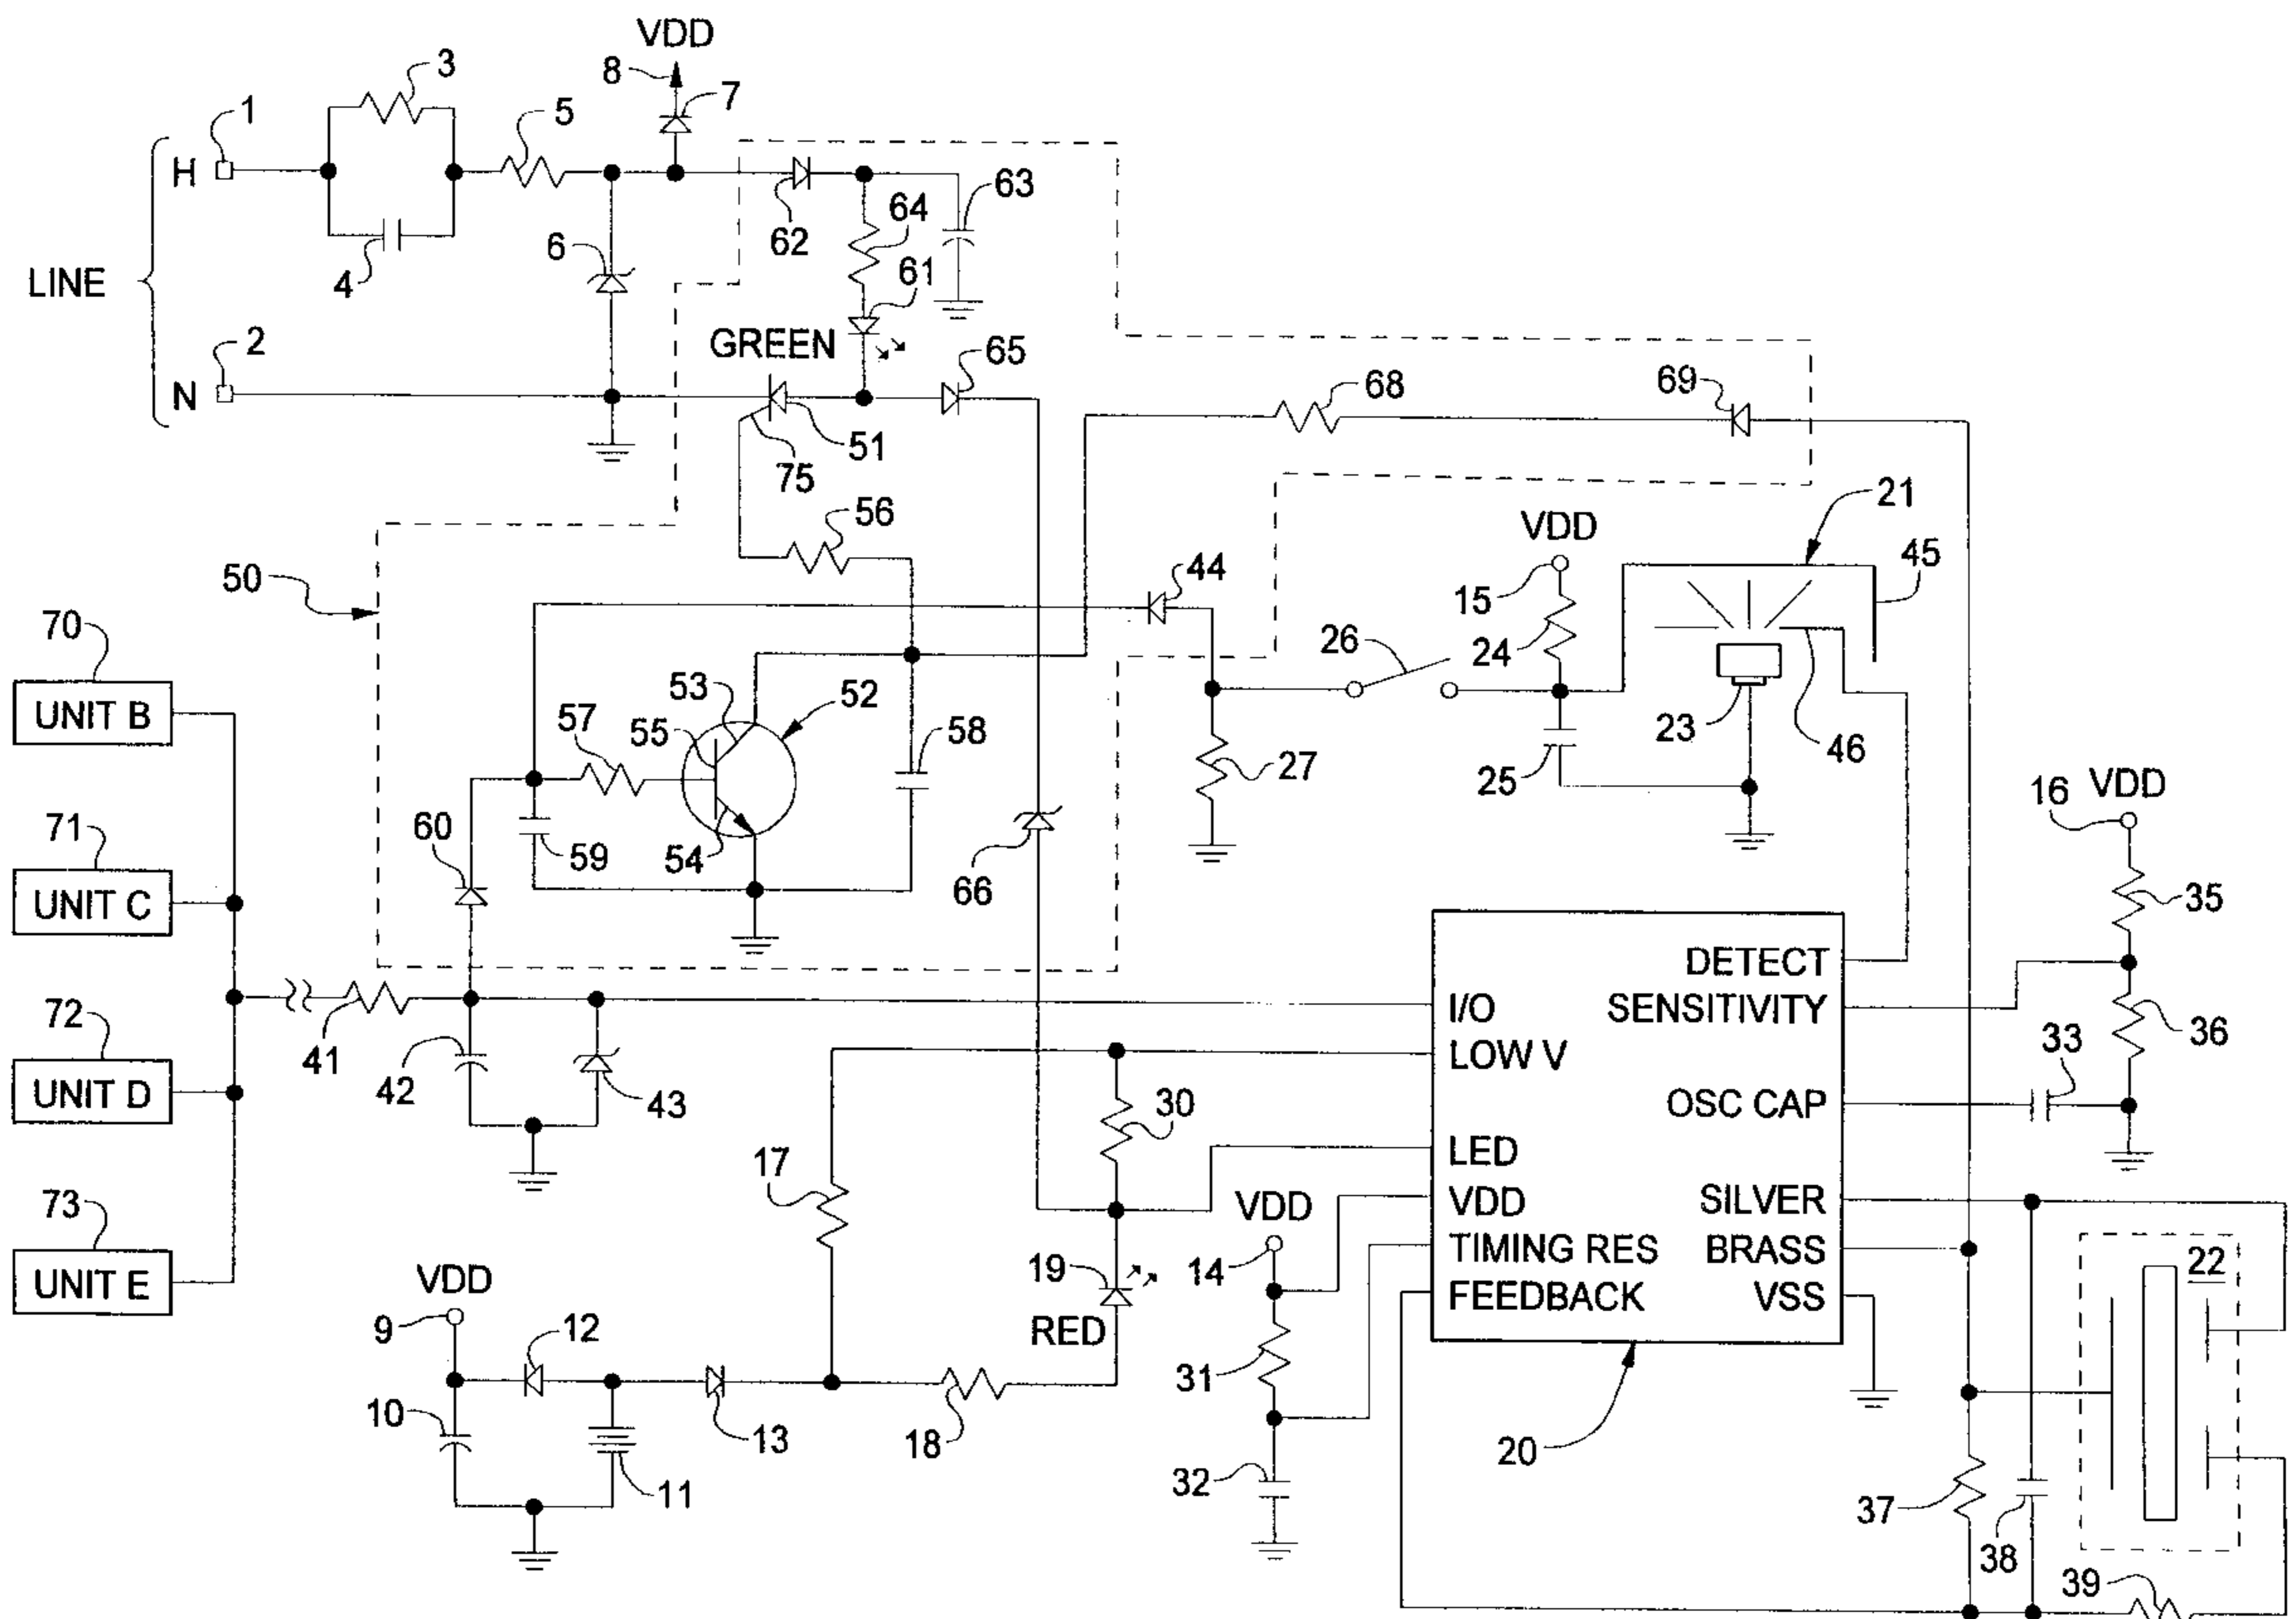 VDD
8
7
3
1
5
H
LINE
4
6
62
64
63
61
2
N
GREEN
65
51
75
68
69
56
50
44
VDD
15
24
21
45
26
23
46
25
27
70
UNIT B
53
52
55
57
58
54
59
60
66
71
UNIT C
16
VDD
35
36
33
72
UNIT D
41
42
43
73
UNIT E
DETECT
I/O
SENSITIVITY
LOW V
OSC CAP
LED
VDD
SILVER
TIMING RES
BRASS
FEEDBACK
VSS
30
17
VDD
14
19
RED
22
VDD
9
12
10
11
13
18
31
32
20
37
38
39